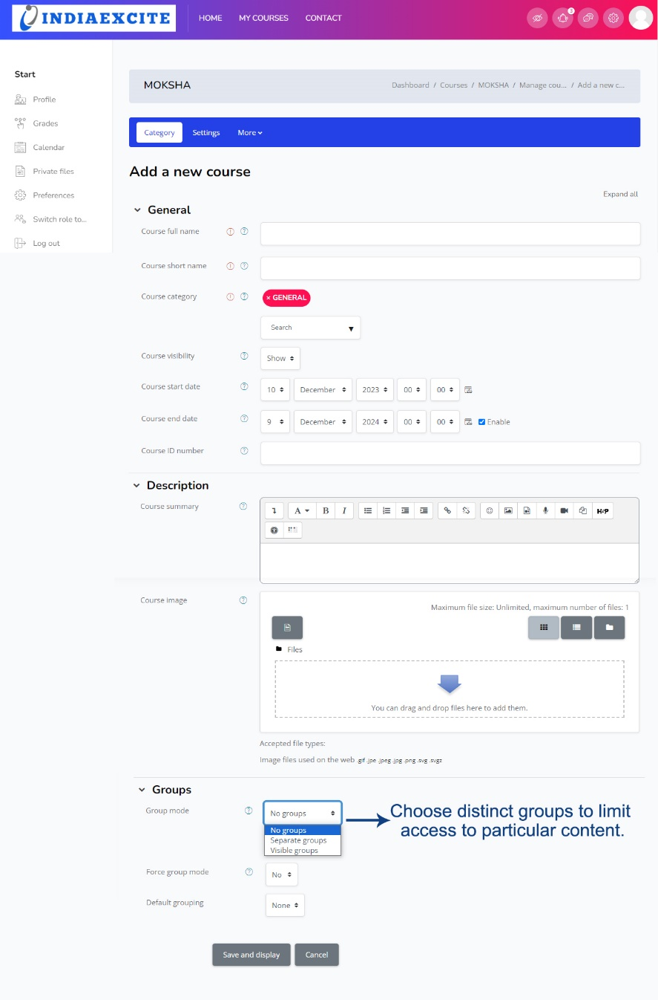 INDIAEXCITE
HOME MY COURSES CONTACT
Start
Profile
Grades
Calendar
Private files
Preferences
Switch role to...
Log out
MOKSHA
Dashboard / Courses / MOKSHA / Manage cou... / Add a new c...
Category Settings More
Add a new course
Expand all
General
Course full name
Course short name
Course category
× GENERAL
Search
Course visibility
Show
Course start date
10 December 2023 00 00
Course end date
9 December 2024 00 00 Enable
Course ID number
Description
Course summary
A B I H5P
Course image
Maximum file size: Unlimited, maximum number of files: 1
Files
You can drag and drop files here to add them.
Accepted file types:
Image files used on the web .gif .jpe .jpeg .jpg .png .svg .svgz
Groups
Group mode
No groups
No groups
Separate groups
Visible groups
Choose distinct groups to limit
access to particular content.
Force group mode
No
Default grouping
None
Save and display Cancel